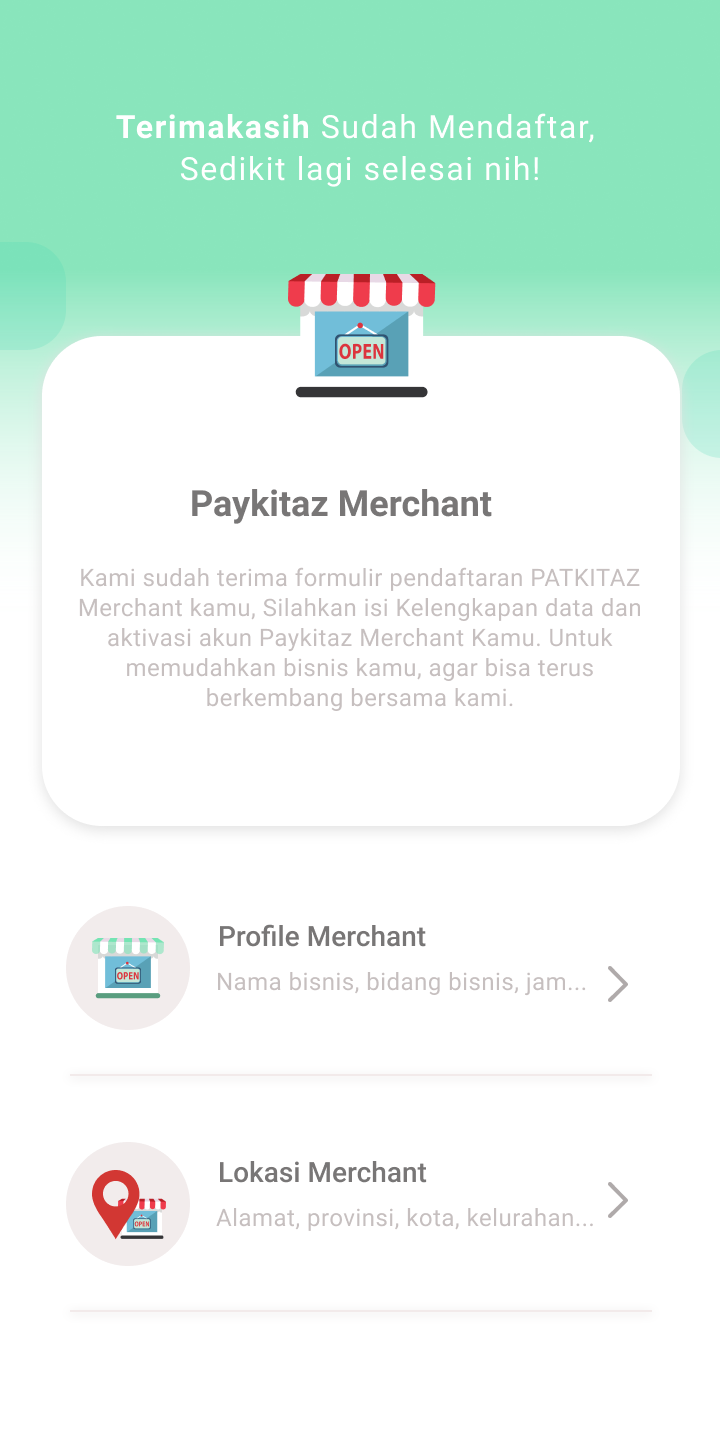 Terimakasih Sudah Mendaftar,
Sedikit lagi selesai nih!
OPEN
Paykitaz Merchant
Kami sudah terima formulir pendaftaran PATKITAZ
Merchant kamu, Silahkan isi Kelengkapan data dan
aktivasi akun Paykitaz Merchant Kamu. Untuk
memudahkan bisnis kamu, agar bisa terus
berkembang bersama kami.
OPEN
Profile Merchant
Nama bisnis, bidang bisnis, jam...
OPEN
Lokasi Merchant
Alamat, provinsi, kota, kelurahan...